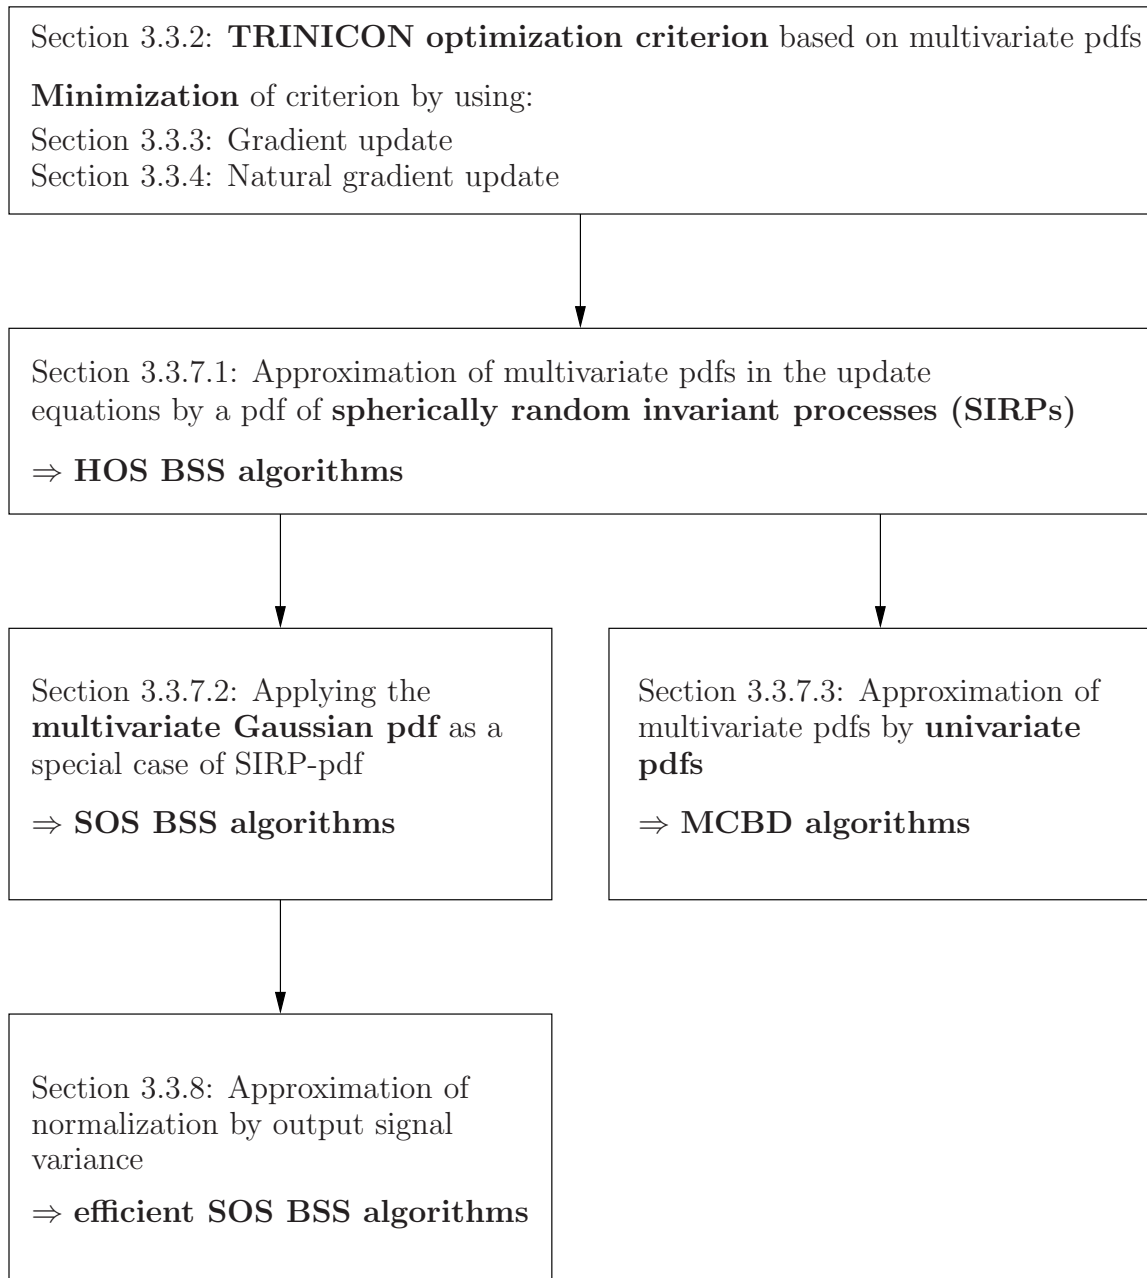 Section 3.3.2: TRINICON optimization criterion based on multivariate pdfs
Minimization of criterion by using:
Section 3.3.3: Gradient update
Section 3.3.4: Natural gradient update
Section 3.3.7.1: Approximation of multivariate pdfs in the update
equations by a pdf of spherically random invariant processes (SIRPs)
⇒ HOS BSS algorithms
Section 3.3.7.2: Applying the
multivariate Gaussian pdf as a
special case of SIRP-pdf
⇒ SOS BSS algorithms
Section 3.3.7.3: Approximation of
multivariate pdfs by univariate
pdfs
⇒ MCBD algorithms
Section 3.3.8: Approximation of
normalization by output signal
variance
⇒ efficient SOS BSS algorithms